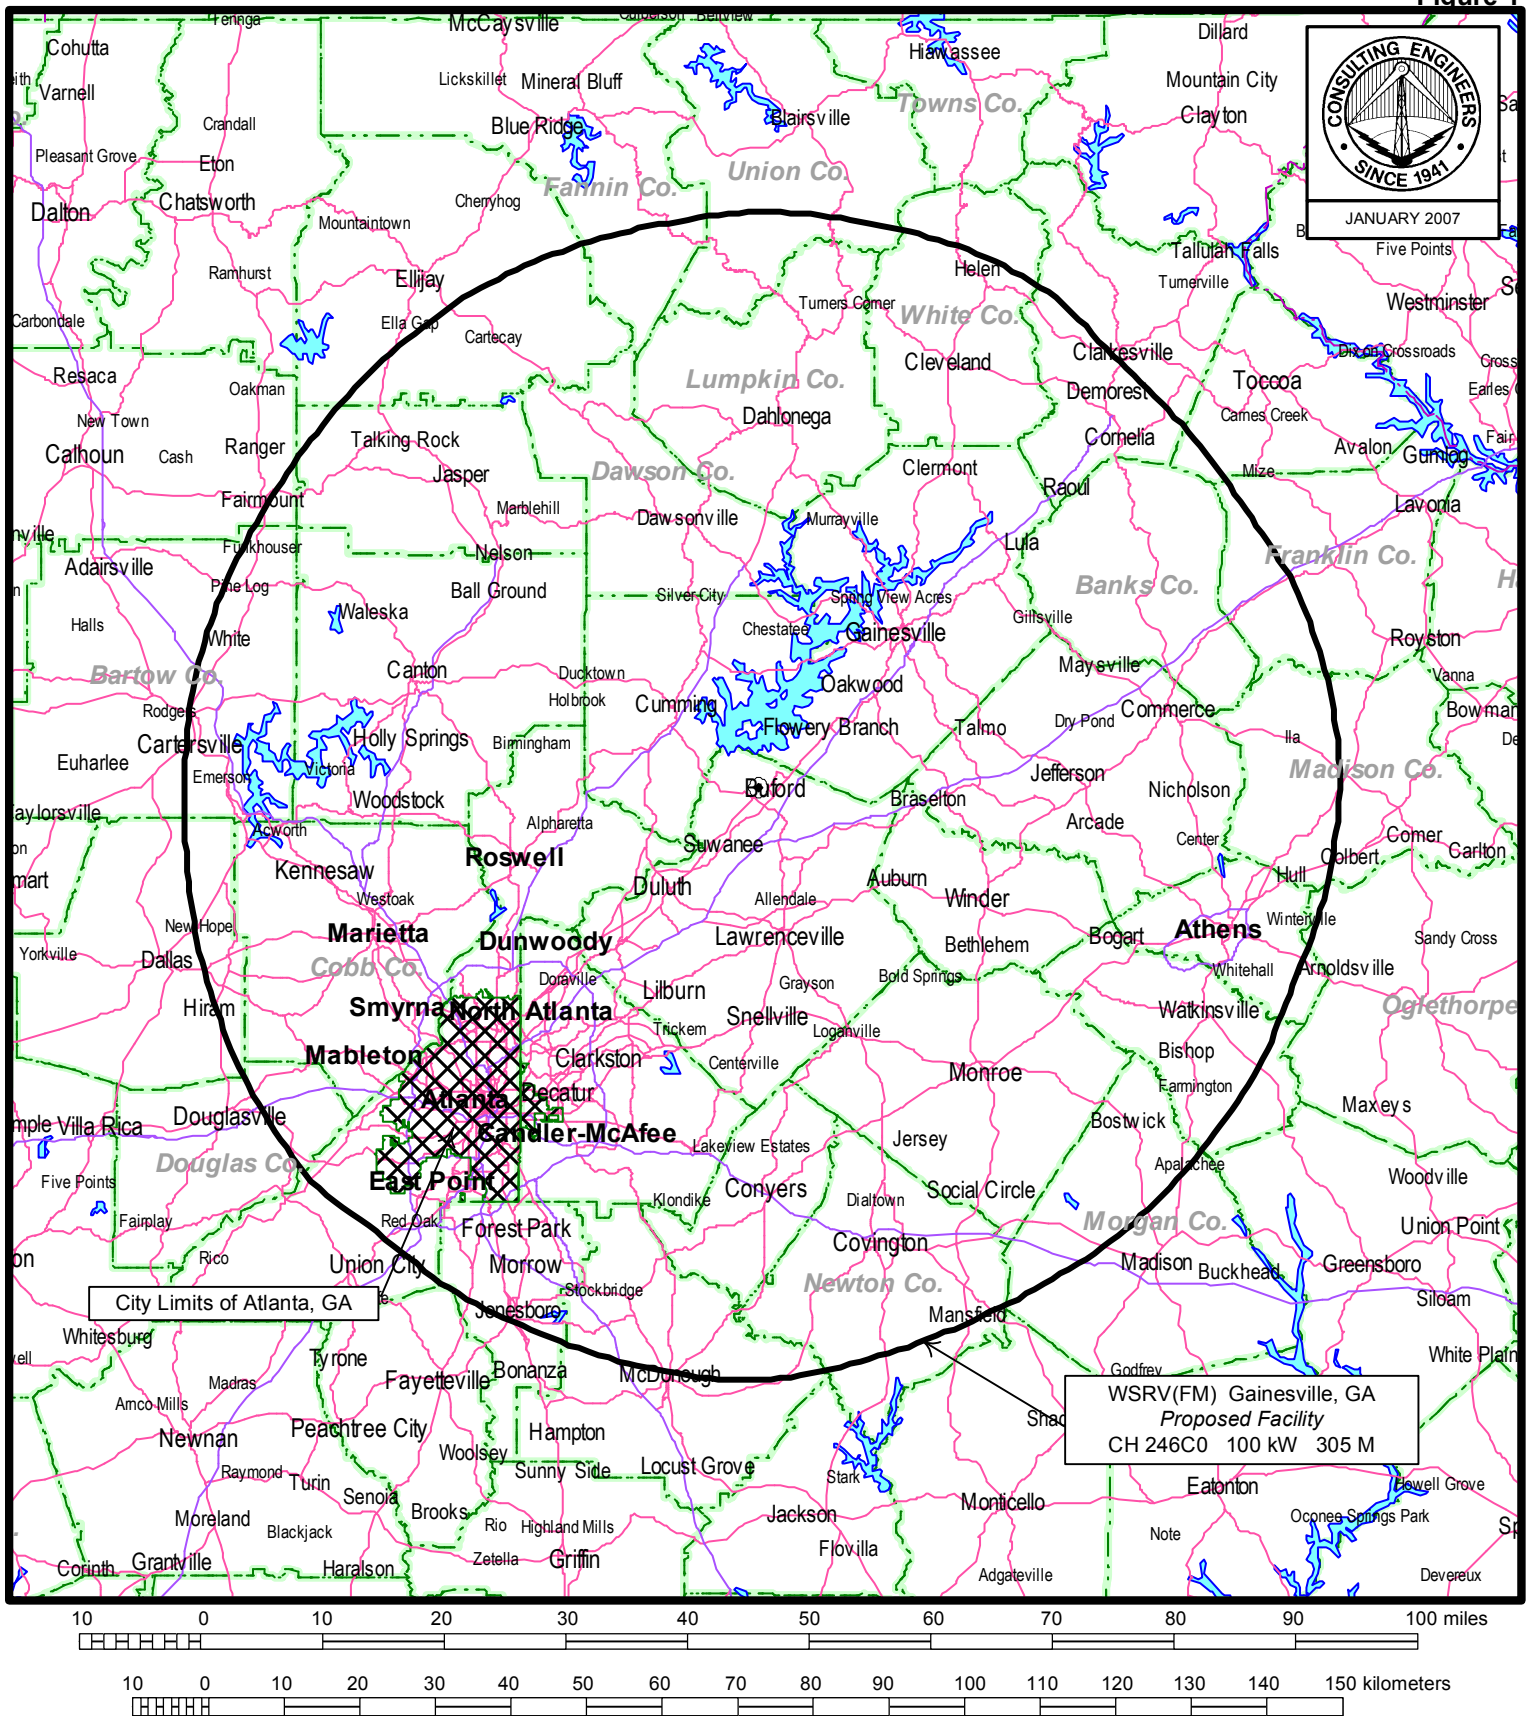 Figure 1
Teringa
McCaysville
Culberson
Bellview
Dillard
Cohutta
Hiawassee
Lickskillet
Mineral Bluff
Mountain City
Varnell
Towns Co.
Clayton
Crandall
Blue Ridge
Blairsville
CONSULTING ENGINEERS
SINCE 1941
JANUARY 2007
Pleasant Grove
Eton
Union Co.
Fannin Co.
Dalton
Chatsworth
Cherryhog
Mountaintown
Tallulah Falls
Five Points
Ramhurst
Ellijay
Helen
Turnerville
Turners Corner
Westminster
Carbondale
Ella Gap
Cartecay
White Co.
Clarkesville
Dixon Crossroads
Cleveland
Resaca
Oakman
Lumpkin Co.
Demorest
Toccoa
New Town
Dahlonega
Carnes Creek
Calhoun
Cash
Ranger
Talking Rock
Cornelia
Avalon
Gumlog
Jasper
Dawson Co.
Clermont
Mize
Raoul
Fairmount
Marblehill
Dawsonville
Murrayville
Lavonia
Funkhouser
Nelson
Lula
Franklin Co.
Adairsville
Pine Log
Ball Ground
Silver City
Spring View Acres
Banks Co.
Waleska
Gillsville
Halls
White
Chestatee
Gainesville
Royston
Bartow Co.
Canton
Ducktown
Maysville
Vanna
Oakwood
Rodgers
Holbrook
Cumming
Commerce
Bowman
Flowery Branch
Talmo
Dry Pond
Cartersville
Holly Springs
Birmingham
Ila
Euharlee
Emerson
Victoria
Madison Co.
Jefferson
Buford
Woodstock
Braselton
Nicholson
aylorsville
Acworth
Alpharetta
Arcade
Center
Comer
Roswell
Suwanee
Colbert
Carlton
mart
Kennesaw
Duluth
Auburn
Hull
Westoak
Allendale
Winder
New Hope
Marietta
Dunwoody
Lawrenceville
Bethlehem
Bogart
Athens
Winterville
Sandy Cross
Yorkville
Dallas
Cobb Co.
Doraville
Grayson
Bold Springs
Whitehall
Arnoldsville
Lilburn
Hiram
Smyrna
North Atlanta
Snellville
Loganville
Watkinsville
Oglethorpe
Trickem
Mableton
Clarkston
Centerville
Monroe
Bishop
Farmington
Atlanta
Decatur
Maxeys
mple
Villa Rica
Douglasville
Bostwick
Candler-McAfee
Lakeview Estates
Jersey
Douglas Co.
Apalachee
Five Points
East Point
Klondike
Conyers
Dialtown
Social Circle
Woodville
Fairplay
Red Oak
Forest Park
Morgan Co.
Union Point
Rico
Union City
Morrow
Covington
Madison
Buckhead
Greensboro
Stockbridge
Newton Co.
City Limits of Atlanta, GA
Jonesboro
Mansfield
Siloam
Whitesburg
Tyrone
Bonanza
McDonough
Godfrey
White Plain
Madras
Fayetteville
WSRV(FM) Gainesville, GA
Proposed Facility
CH 246C0 100 kW 305 M
Arnco Mills
Newnan
Peachtree City
Hampton
Shad
Woolsey
Raymond
Turin
Sunny Side
Locust Grove
Stark
Howell Grove
Senoia
Eatonton
Moreland
Brooks
Jackson
Monticello
Oconee Springs Park
Blackjack
Rio
Highland Mills
Note
Corinth
Grantville
Haralson
Zetella
Griffin
Flovilla
Adgateville
Devereux
10 0 10 20 30 40 50 60 70 80 90 100 miles
10 0 10 20 30 40 50 60 70 80 90 100 110 120 130 140 150 kilometers